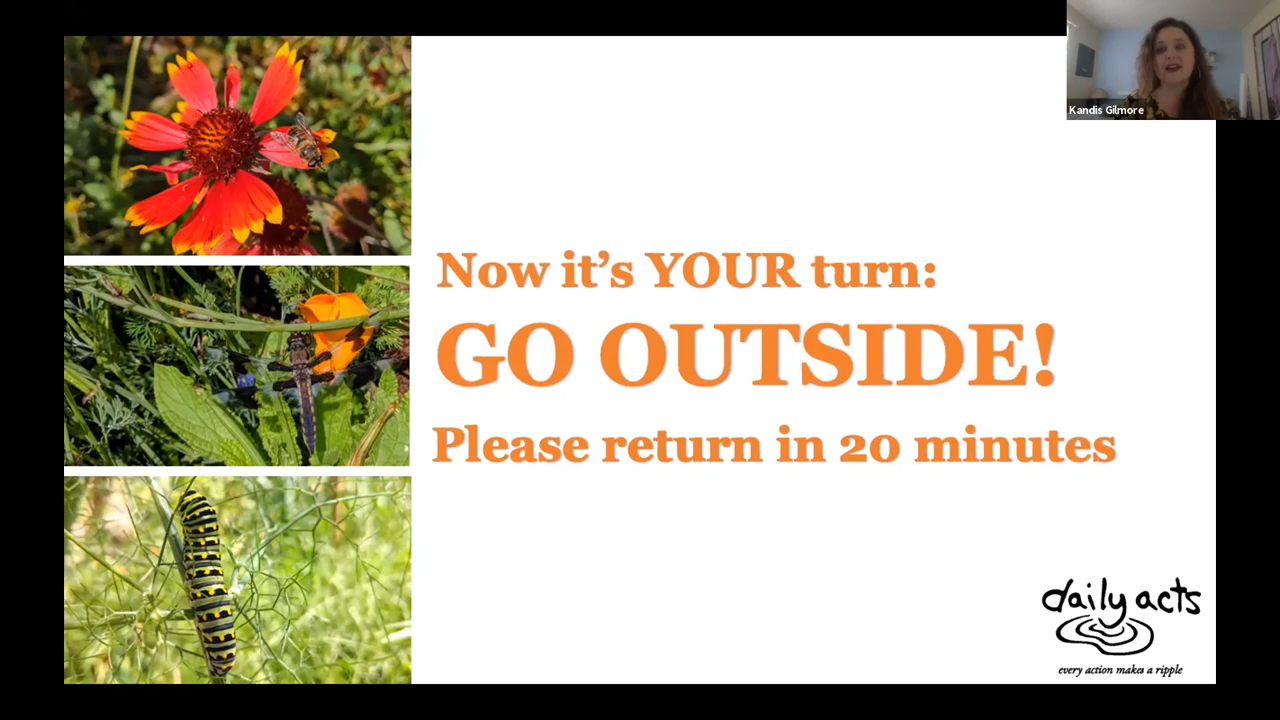 Kandis Gilmore
Now it's YOUR turn:
GO OUTSIDE!
Please return in 20 minutes
daily acts
every action makes a ripple